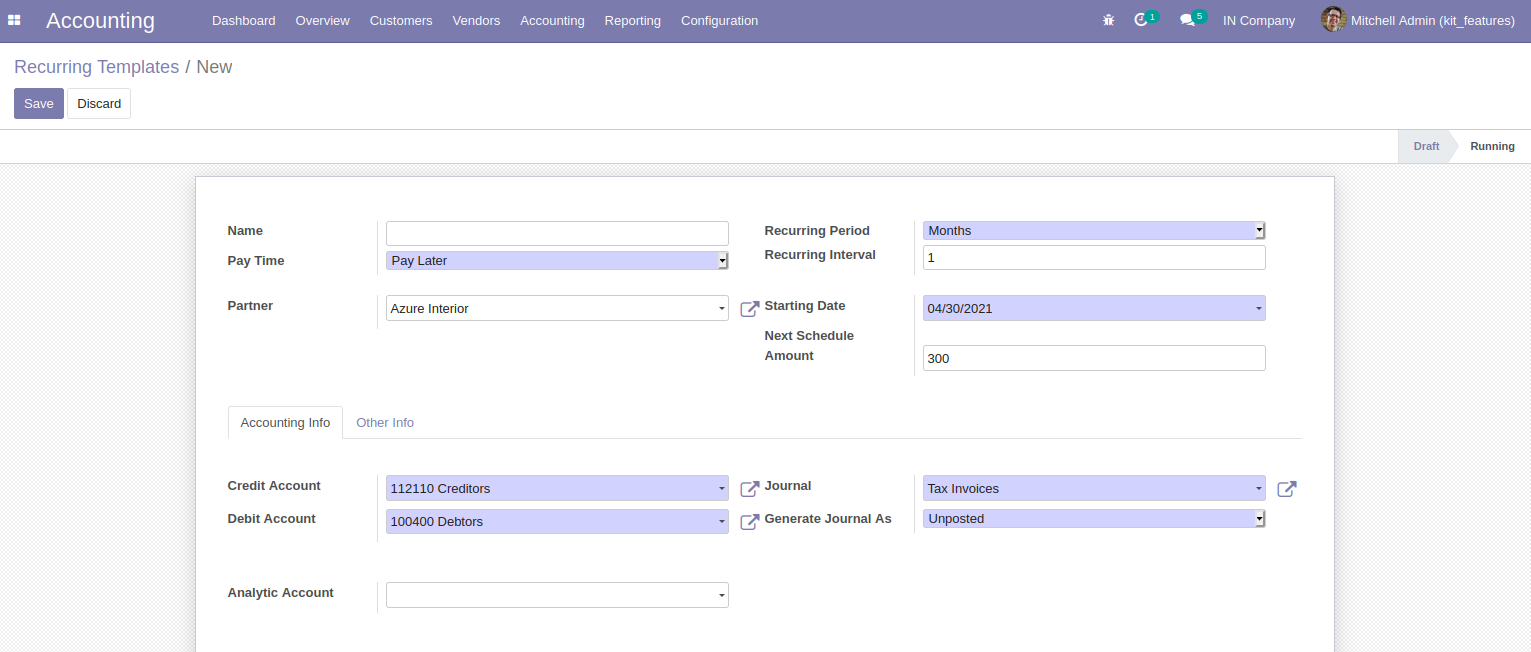 Accounting Dashboard Overview Customers Vendors Accounting Reporting Configuration 1 5 IN Company Mitchell Admin (kit_features)
Recurring Templates / New
Save Discard
Draft Running
Name Recurring Period Months
Pay Time Pay Later Recurring Interval 1
Partner Azure Interior Starting Date 04/30/2021
Next Schedule
Amount 300
Accounting Info Other Info
Credit Account 112110 Creditors Journal Tax Invoices
Debit Account 100400 Debtors Generate Journal As Unposted
Analytic Account